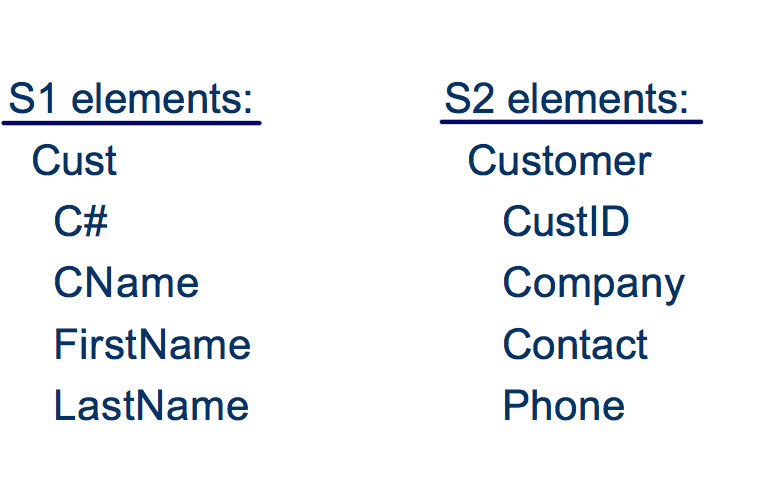 S1 elements:
Cust
C#
CName
FirstName
LastName
S2 elements:
Customer
CustID
Company
Contact
Phone